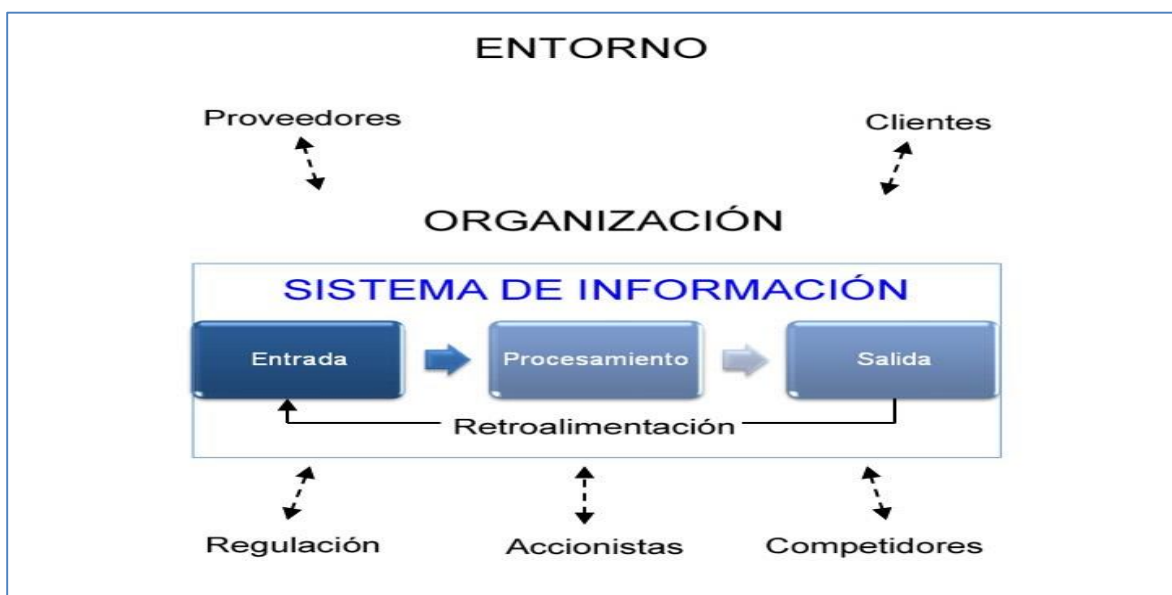 ENTORNO
Proveedores
Clientes
ORGANIZACIÓN
SISTEMA DE INFORMACIÓN
Entrada
Procesamiento
Salida
Retroalimentación
Regulación
Accionistas
Competidores